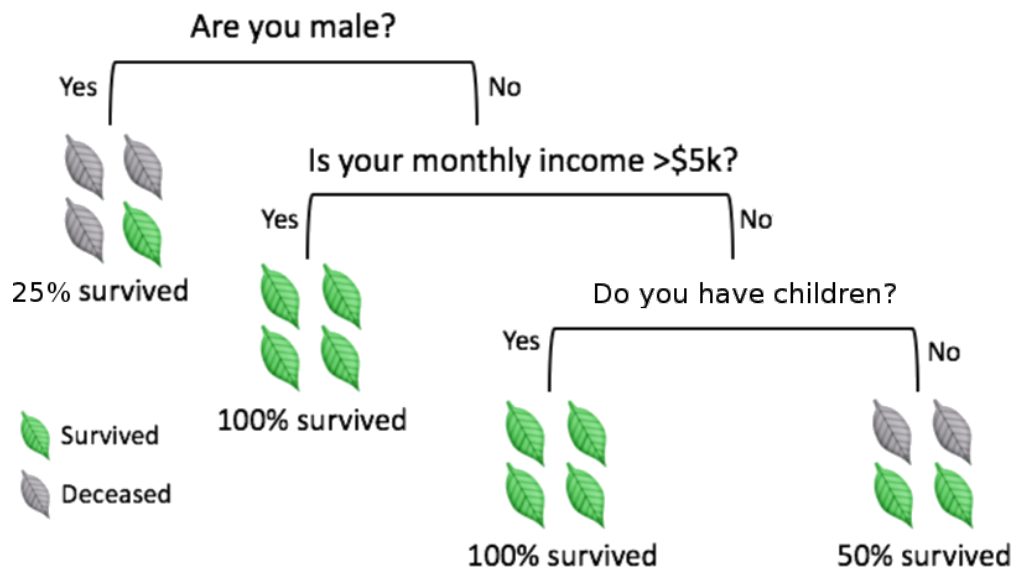 Are you male?
Yes
No
Is your monthly income >$5k?
Yes
No
25% survived
Do you have children?
Yes
No
100% survived
Survived
Deceased
100% survived
50% survived